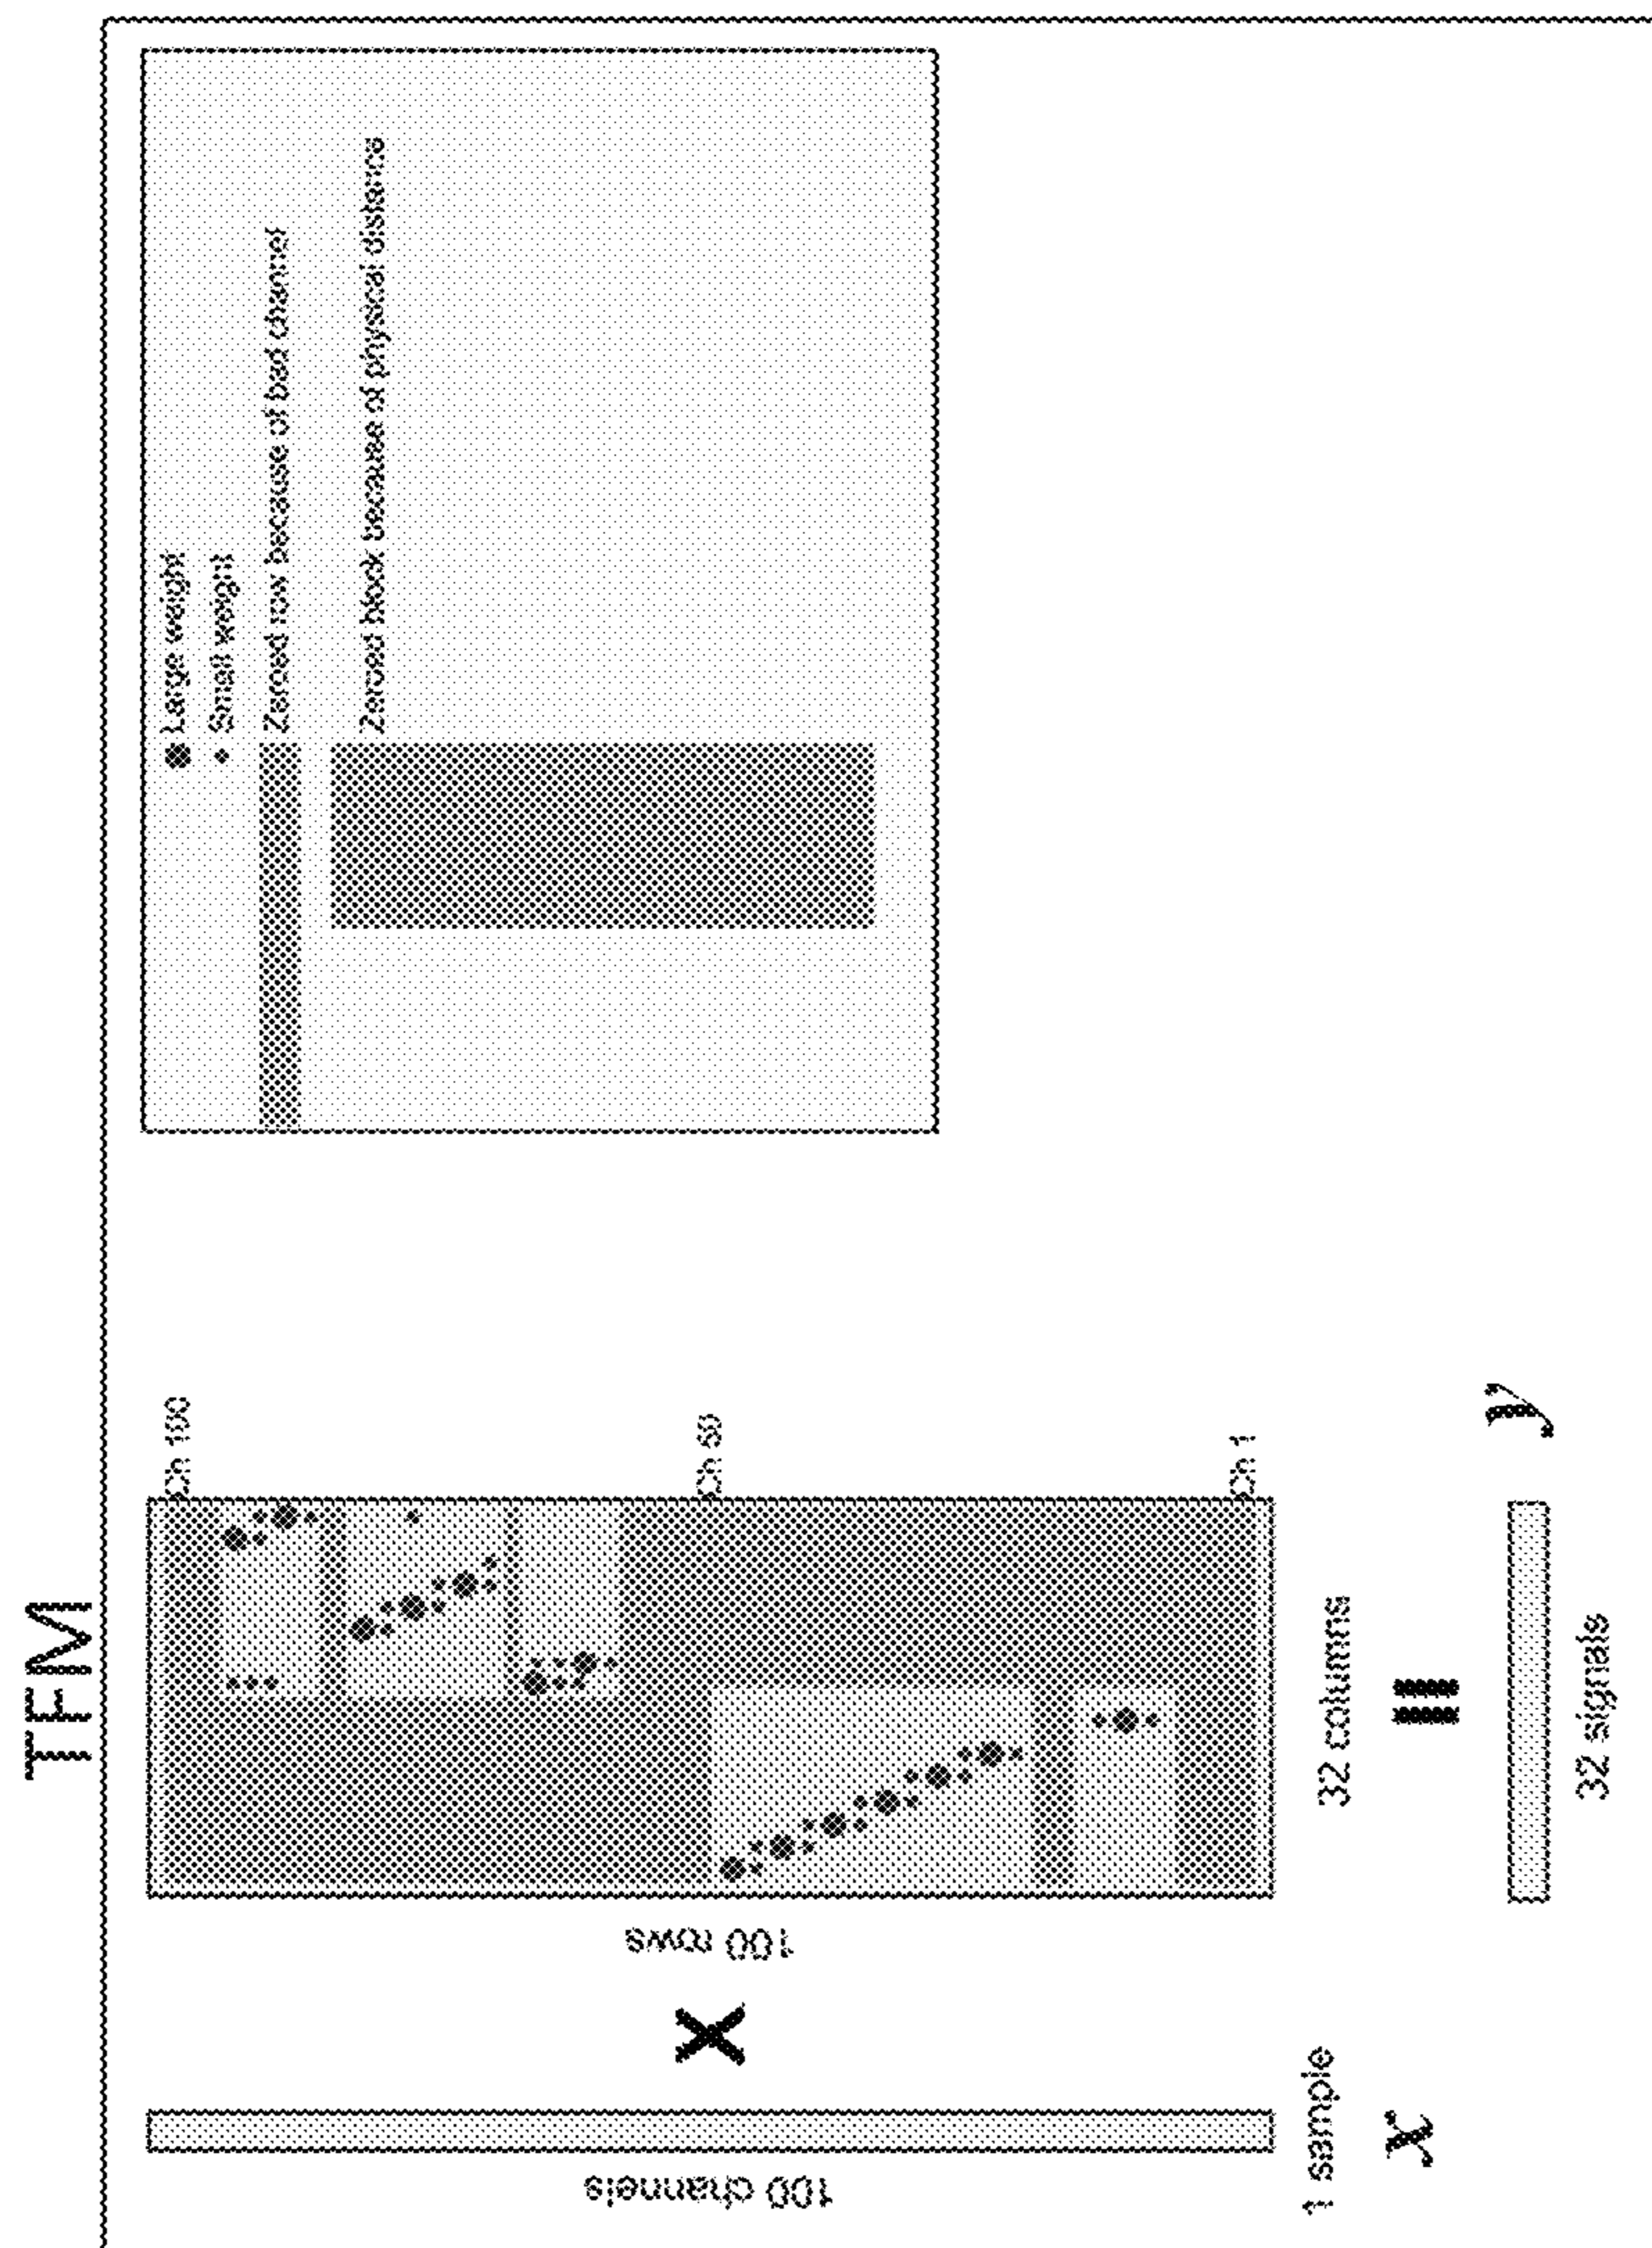 TFM
Large weight
Small weight
Zeroed row because of bad channel
Zeroed block because of physical distance
Ch 100
Ch 50
Ch 1
100 rows
32 columns
X
100 channels
1 sample
x
=
y
32 signals